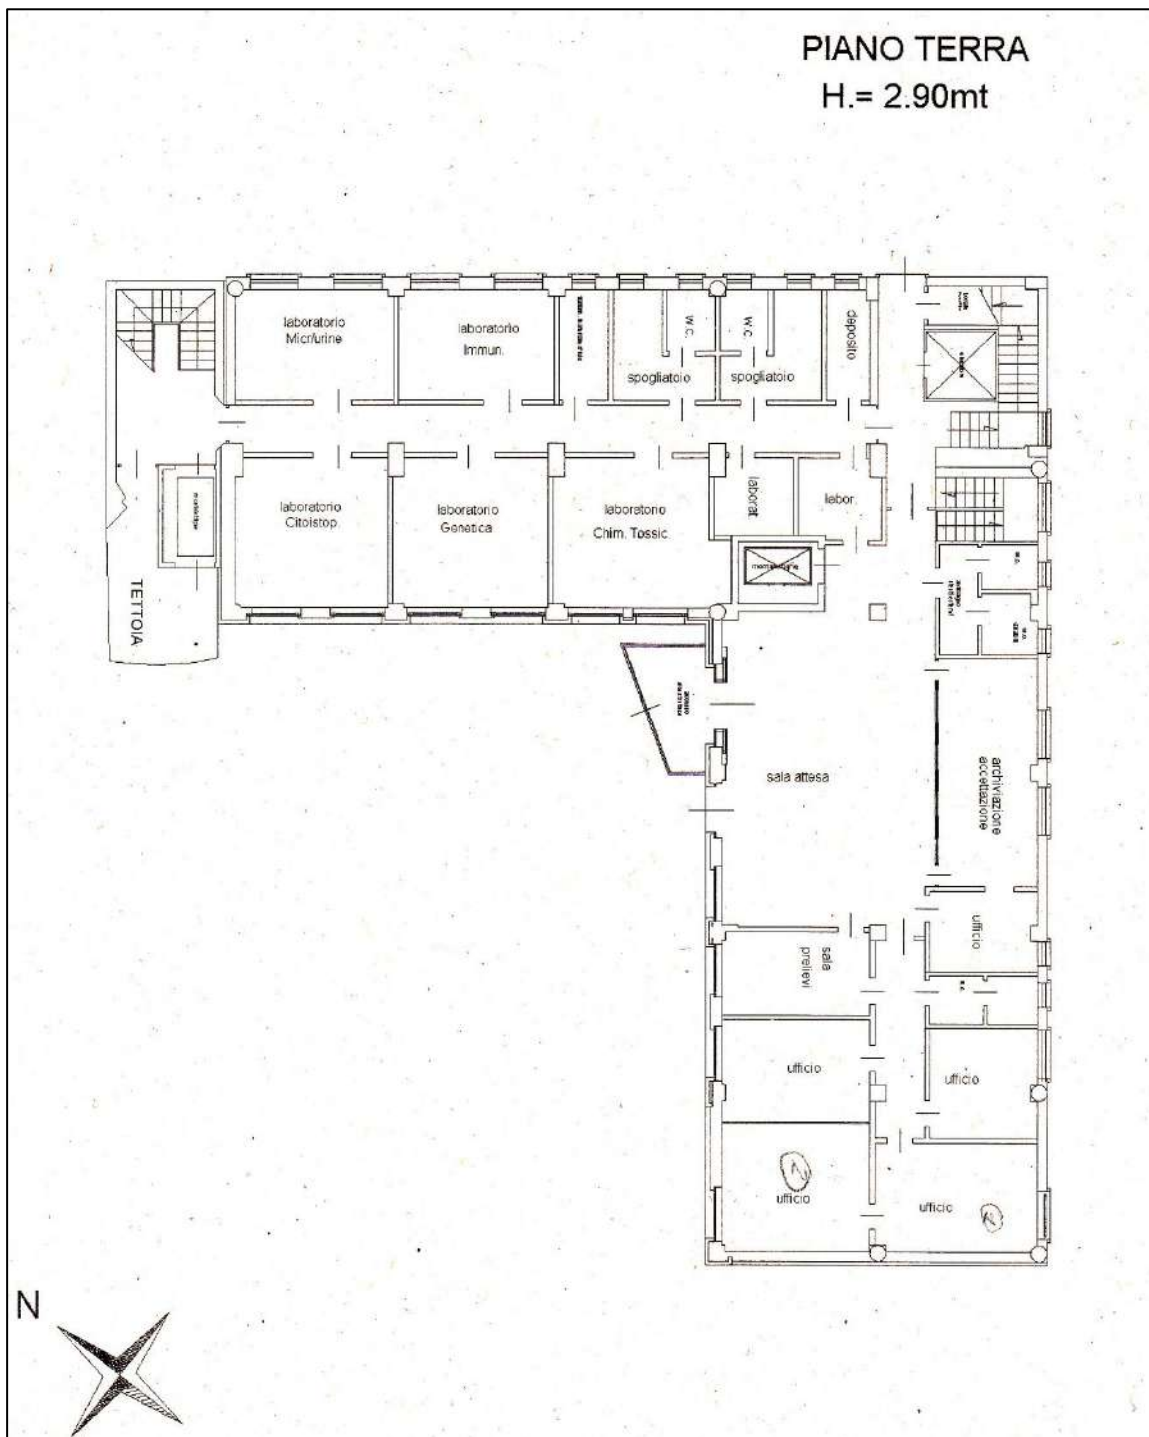 PIANO TERRA
H.= 2.90mt
laboratorio
Micr/urine
laboratorio
Immun.
W.C.
W.C.
deposito
spogliatoio
spogliatoio
laboratorio
Citoistop.
laboratorio
Genetica
laboratorio
Chim. Tossic.
laborat.
labor.
TETTOIA
sala attesa
archiviazione
accettazione
ufficio
sala
prelievi
w.c.
ufficio
ufficio
ufficio
ufficio
N